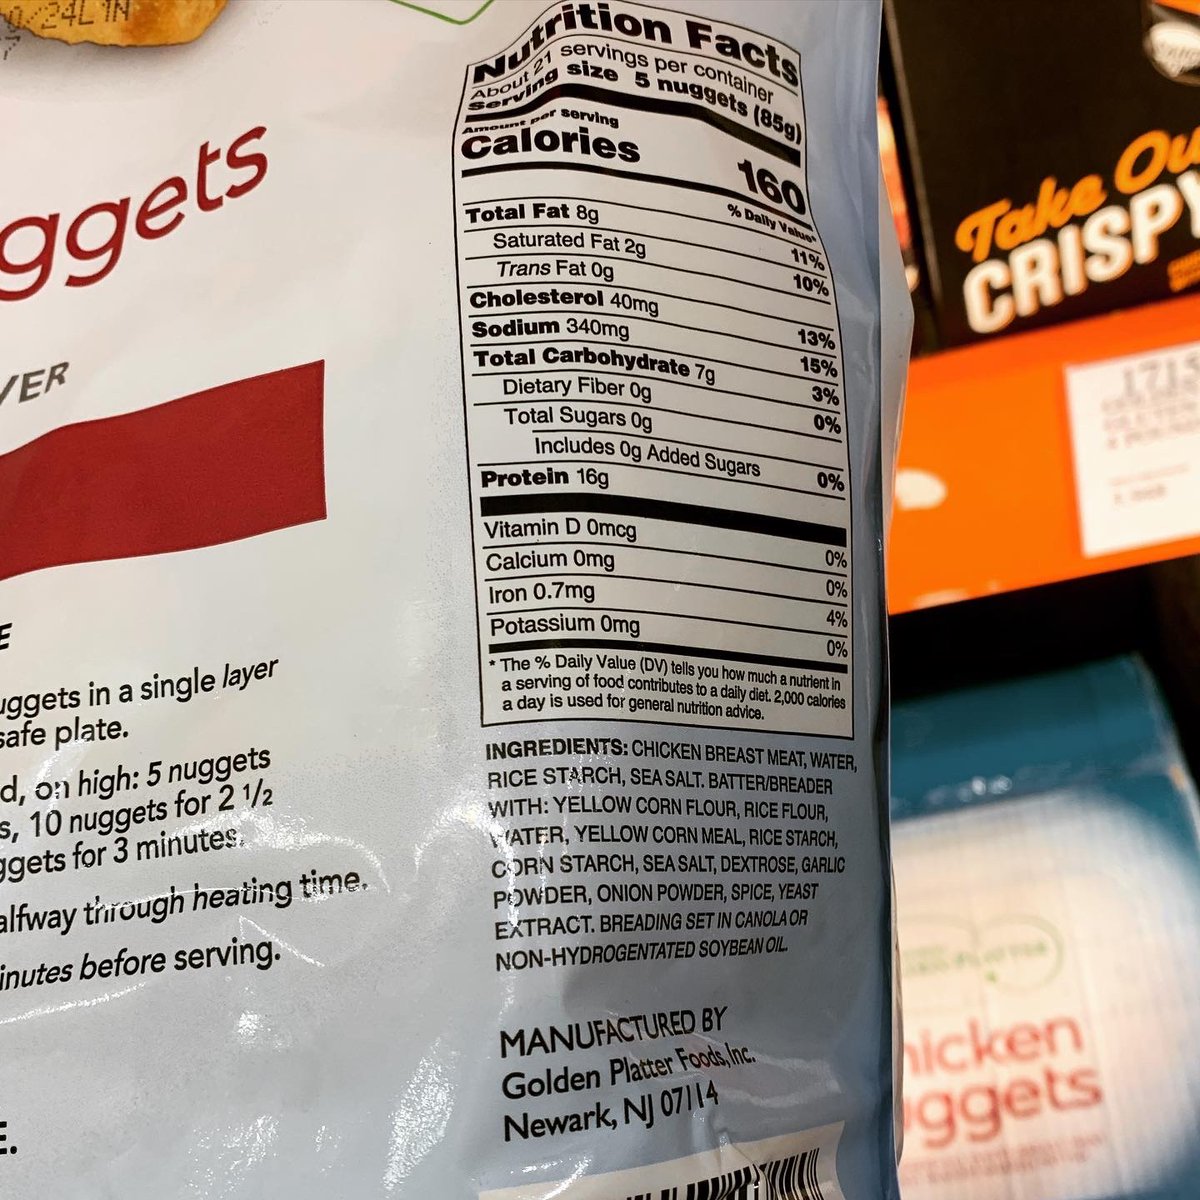 0/24L 1N
7
ggets
VER
E
uggets in a single layer
safe plate.
d, on high: 5 nuggets
s, 10 nuggets for 2 1/2
ggets for 3 minutes.
alfway through heating time.
inutes before serving.
E.
Nutrition Facts
About 21 servings per container
Serving size 5 nuggets (85g)
Amount per serving
Calories 160
% Daily Value*
Total Fat 8g 11%
Saturated Fat 2g 10%
Trans Fat 0g
Cholesterol 40mg 13%
Sodium 340mg 15%
Total Carbohydrate 7g 3%
Dietary Fiber 0g 0%
Total Sugars 0g
Includes 0g Added Sugars 0%
Protein 16g
Vitamin D 0mcg 0%
Calcium 0mg 0%
Iron 0.7mg 4%
Potassium 0mg 0%
* The % Daily Value (DV) tells you how much a nutrient in
a serving of food contributes to a daily diet. 2,000 calories
a day is used for general nutrition advice.
INGREDIENTS: CHICKEN BREAST MEAT, WATER,
RICE STARCH, SEA SALT. BATTER/BREADER
WITH: YELLOW CORN FLOUR, RICE FLOUR,
WATER, YELLOW CORN MEAL, RICE STARCH,
CORN STARCH, SEA SALT, DEXTROSE, GARLIC
POWDER, ONION POWDER, SPICE, YEAST
EXTRACT. BREADING SET IN CANOLA OR
NON-HYDROGENTATED SOYBEAN OIL.
MANUFACTURED BY
Golden Platter Foods, Inc.
Newark, NJ 07114
Take Ou
CRISPY
1715
hicken
uggets